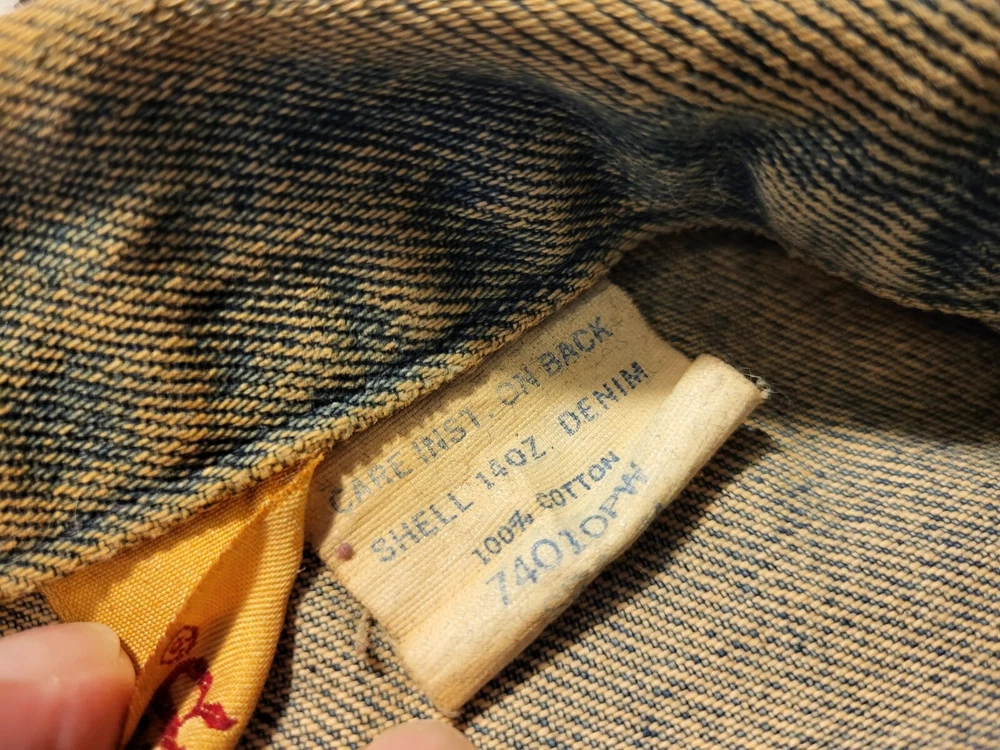 CARE INST. ON BACK
SHELL 14OZ. DENIM
100% COTTON
74010PW